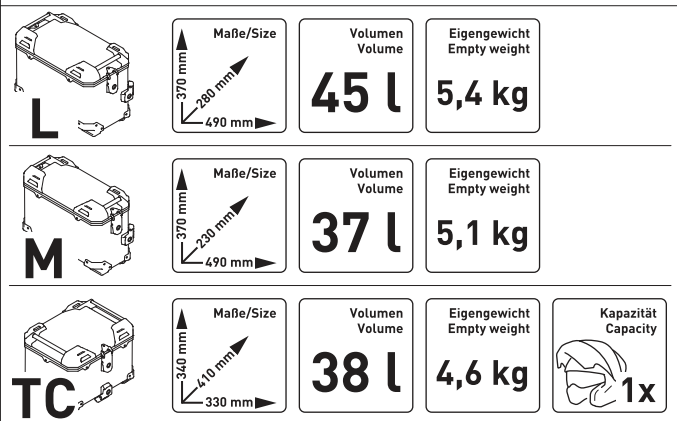 L
Maße/Size
370 mm
280 mm
490 mm
Volumen
Volume
45 l
Eigengewicht
Empty weight
5,4 kg
M
Maße/Size
370 mm
230 mm
490 mm
Volumen
Volume
37 l
Eigengewicht
Empty weight
5,1 kg
TC
Maße/Size
340 mm
410 mm
330 mm
Volumen
Volume
38 l
Eigengewicht
Empty weight
4,6 kg
Kapazität
Capacity
1x